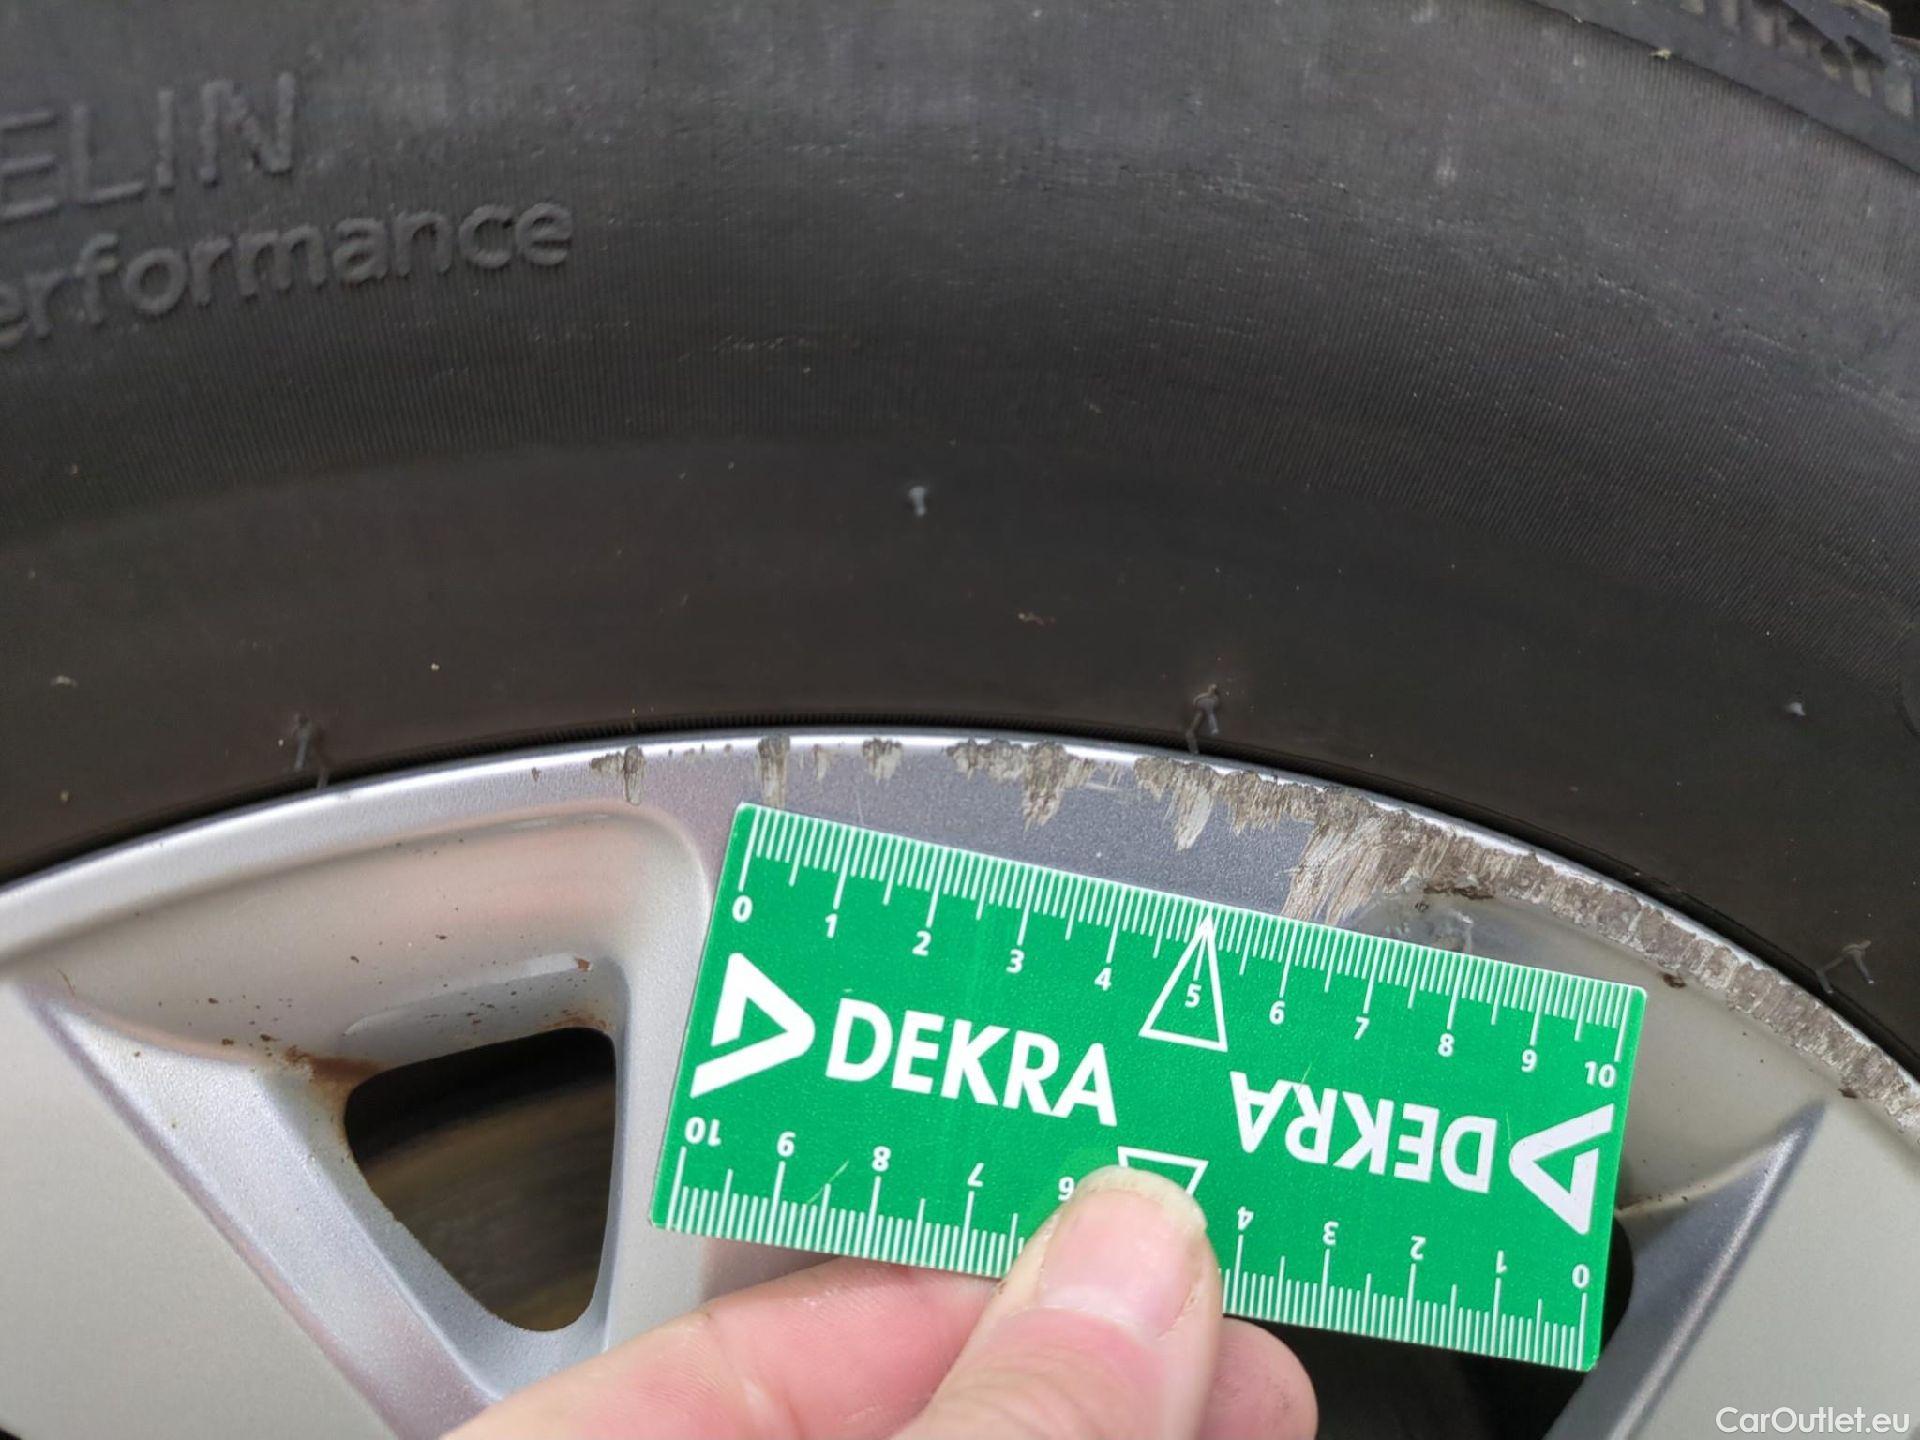 ELIN
erformance
0 1 2 3 4 5 6 7 8 9 10
DEKRA
DEKRA
10 9 8 7 6 4 3 2 1 0
CarOutlet.eu